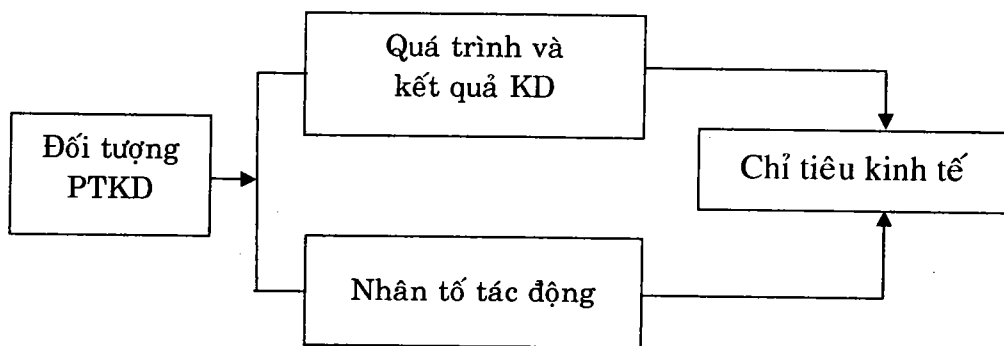 Quá trình và
kết quả KD
Đối tượng
PTKD
Chỉ tiêu kinh tế
Nhân tố tác động